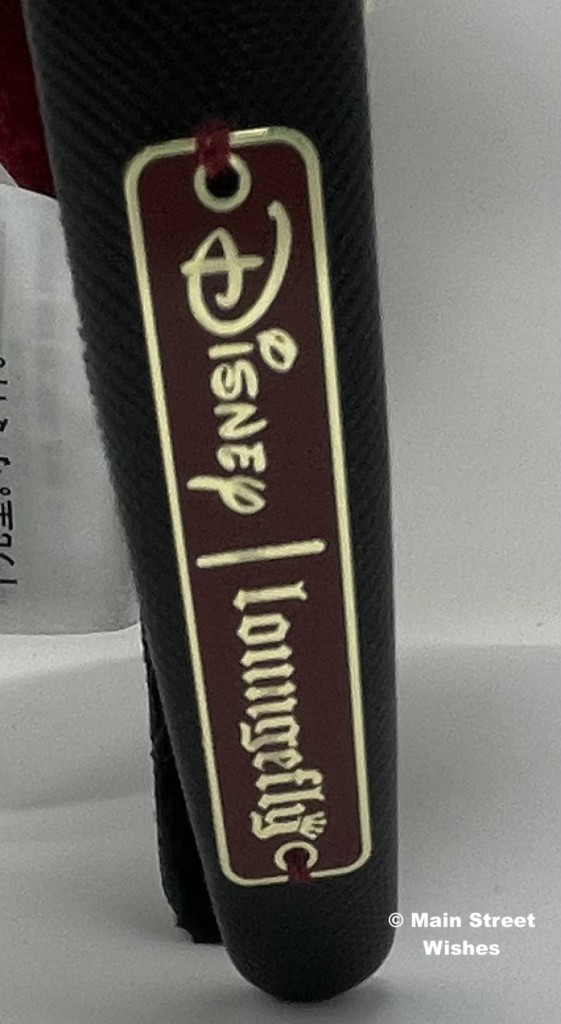 Disney | Loungefly
© Main Street
Wishes